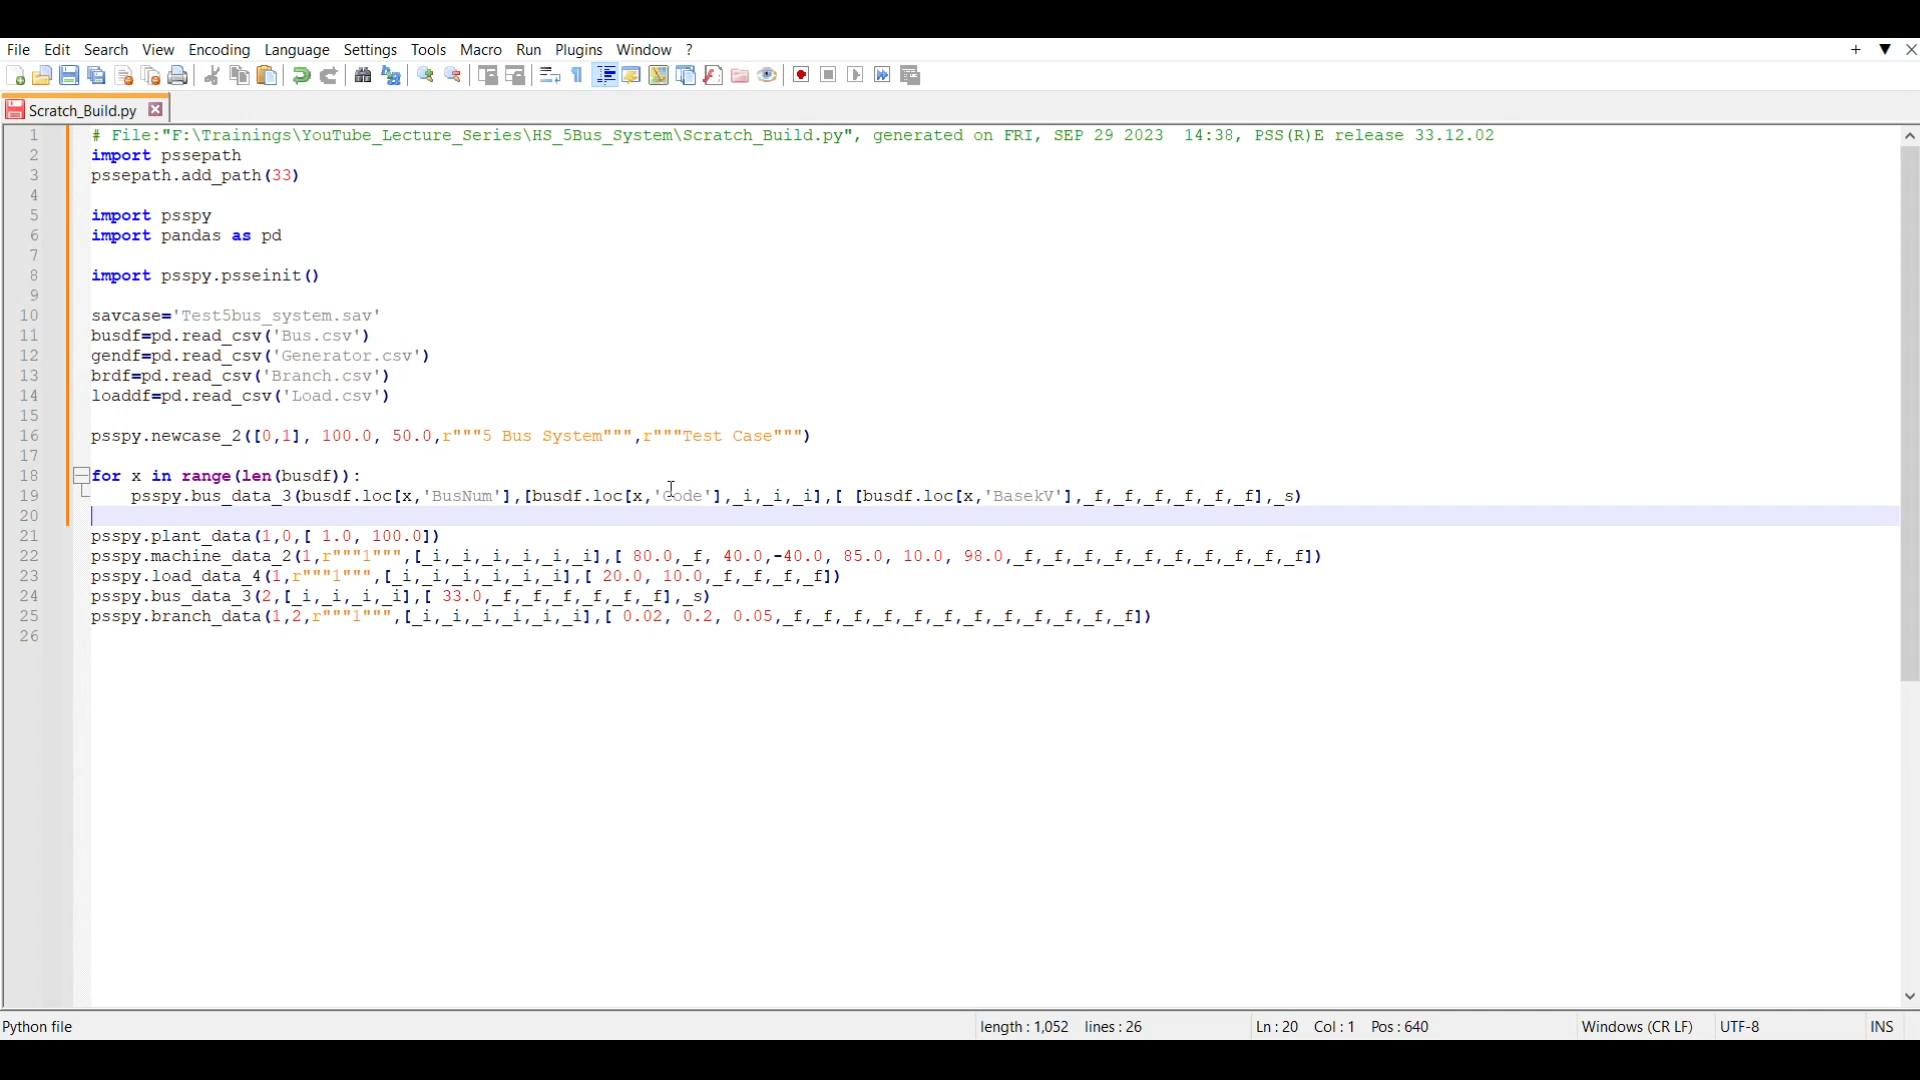 File Edit Search View Encoding Language Settings Tools Macro Run Plugins Window ?
Scratch_Build.py
1 # File:"F:\Trainings\YouTube_Lecture_Series\HS_5Bus_System\Scratch_Build.py", generated on FRI, SEP 29 2023  14:38, PSS(R)E release 33.12.02
2 import pssepath
3 pssepath.add_path(33)
4
5 import psspy
6 import pandas as pd
7
8 import psspy.psseinit()
9
10 savcase='Test5bus_system.sav'
11 busdf=pd.read_csv('Bus.csv')
12 gendf=pd.read_csv('Generator.csv')
13 brdf=pd.read_csv('Branch.csv')
14 loaddf=pd.read_csv('Load.csv')
15
16 psspy.newcase_2([0,1], 100.0, 50.0,r"""5 Bus System""",r"""Test Case""")
17
18 for x in range(len(busdf)):
19     psspy.bus_data_3(busdf.loc[x,'BusNum'],[busdf.loc[x,'Code'],_i,_i,_i],[ [busdf.loc[x,'BasekV'],_f,_f,_f,_f,_f,_f],_s)
20
21 psspy.plant_data(1,0,[ 1.0, 100.0])
22 psspy.machine_data_2(1,r"""1""",[_i,_i,_i,_i,_i,_i],[ 80.0,_f, 40.0,-40.0, 85.0, 10.0, 98.0,_f,_f,_f,_f,_f,_f,_f,_f,_f,_f])
23 psspy.load_data_4(1,r"""1""",[_i,_i,_i,_i,_i,_i],[ 20.0, 10.0,_f,_f,_f,_f])
24 psspy.bus_data_3(2,[_i,_i,_i,_i],[ 33.0,_f,_f,_f,_f,_f,_f],_s)
25 psspy.branch_data(1,2,r"""1""",[_i,_i,_i,_i,_i,_i],[ 0.02, 0.2, 0.05,_f,_f,_f,_f,_f,_f,_f,_f,_f,_f,_f,_f])
26
Python file length : 1,052 lines : 26 Ln : 20 Col : 1 Pos : 640 Windows (CR LF) UTF-8 INS